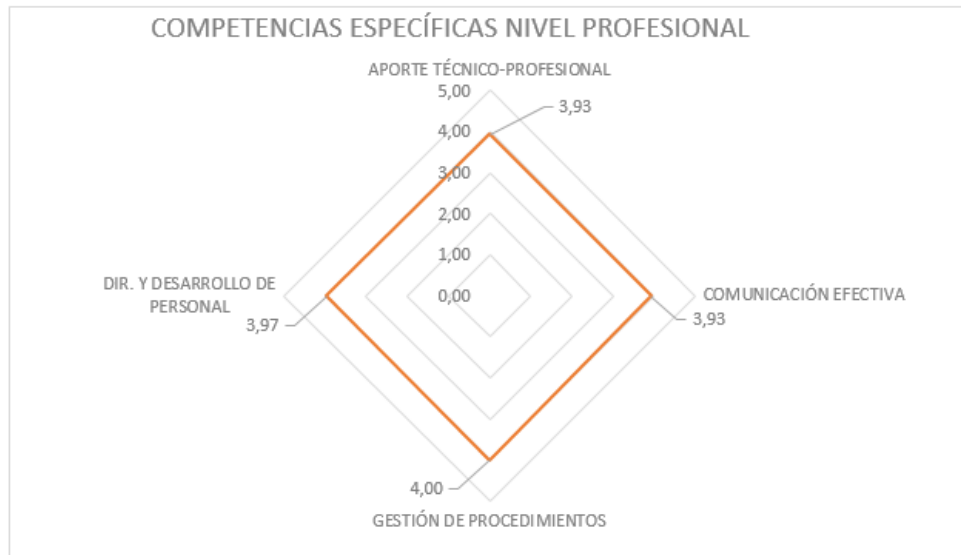 COMPETENCIAS ESPECÍFICAS NIVEL PROFESIONAL
APORTE TÉCNICO-PROFESIONAL
5,00
3,93
4,00
3,00
2,00
1,00
0,00
DIR. Y DESARROLLO DE
PERSONAL
3,97
COMUNICACIÓN EFECTIVA
3,93
4,00
GESTIÓN DE PROCEDIMIENTOS